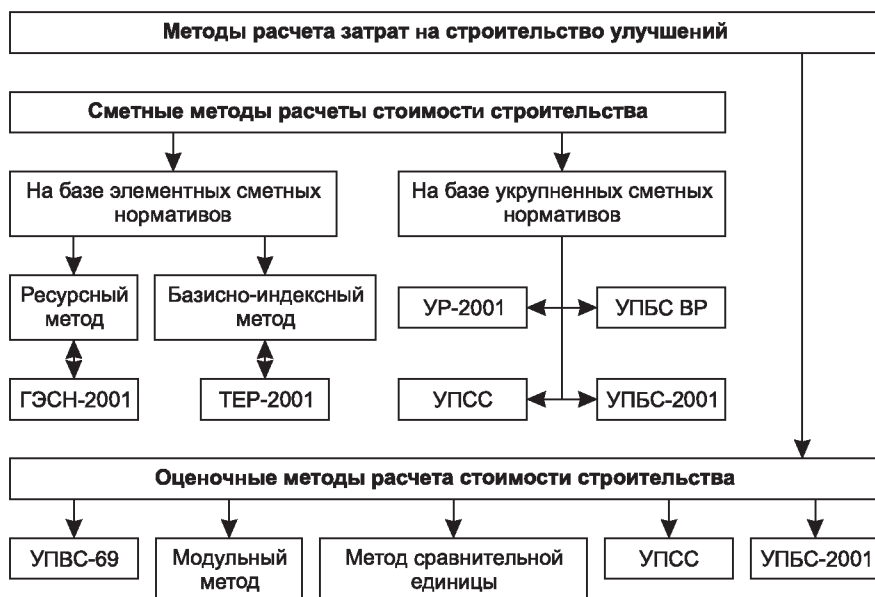 Методы расчета затрат на строительство улучшений
Сметные методы расчеты стоимости строительства
На базе элементных сметных
нормативов
На базе укрупненных сметных
нормативов
Ресурсный
метод
Базисно-индексный
метод
УР-2001
УПБС ВР
ГЭСН-2001
ТЕР-2001
УПСС
УПБС-2001
Оценочные методы расчета стоимости строительства
УПВС-69
Модульный
метод
Метод сравнительной
единицы
УПСС
УПБС-2001